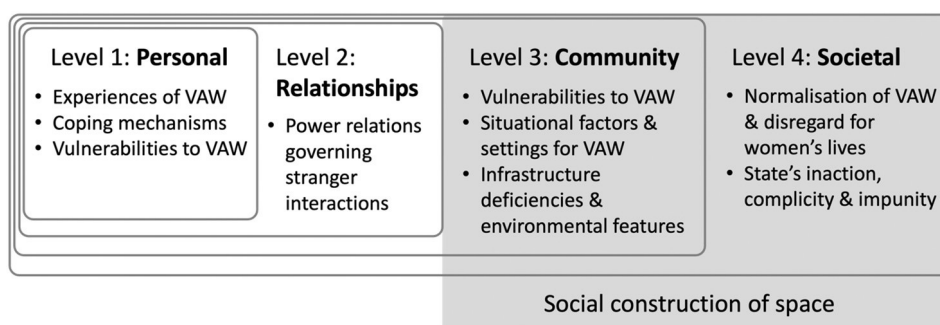 Level 1: Personal
• Experiences of VAW
• Coping mechanisms
• Vulnerabilities to VAW
Level 2:
Relationships
• Power relations
governing
stranger
interactions
Level 3: Community
• Vulnerabilities to VAW
• Situational factors &
settings for VAW
• Infrastructure
deficiencies &
environmental features
Level 4: Societal
• Normalisation of VAW
& disregard for
women's lives
• State's inaction,
complicity & impunity
Social construction of space